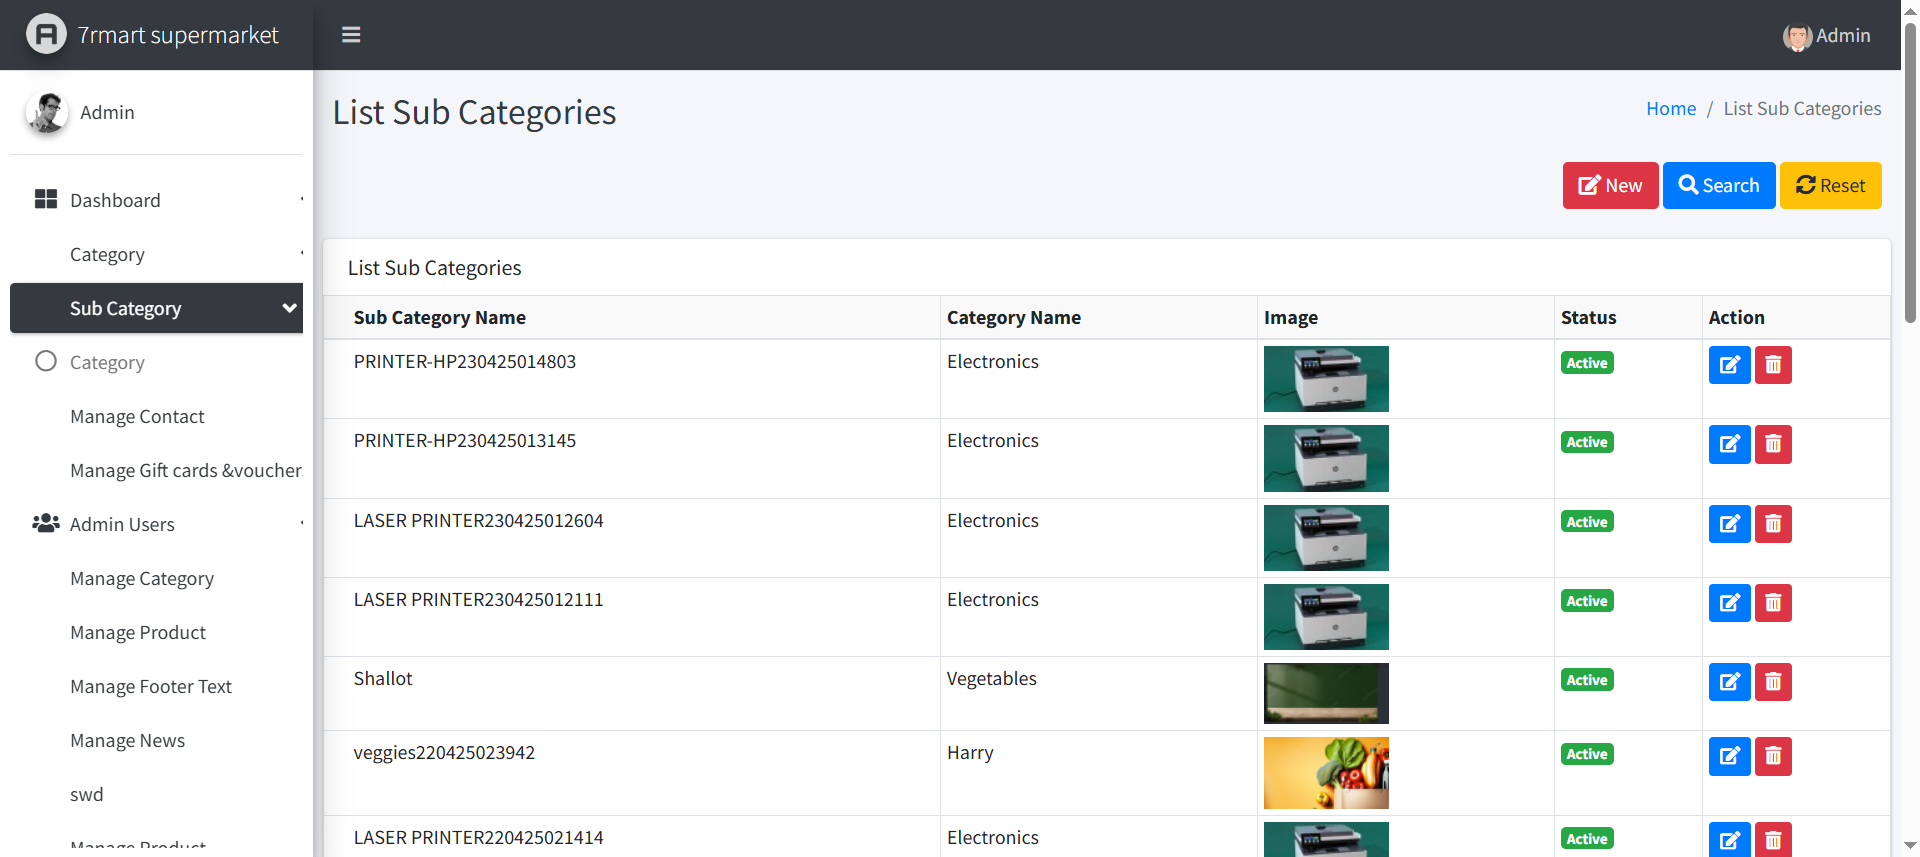 7rmart supermarket
Admin
Admin
List Sub Categories
Home / List Sub Categories
New
Search
Reset
Dashboard
Category
Sub Category
Category
Manage Contact
Manage Gift cards &voucher
Admin Users
Manage Category
Manage Product
Manage Footer Text
Manage News
swd
Manage Product
List Sub Categories
Sub Category Name Category Name Image Status Action
PRINTER-HP230425014803 Electronics Active
PRINTER-HP230425013145 Electronics Active
LASER PRINTER230425012604 Electronics Active
LASER PRINTER230425012111 Electronics Active
Shallot Vegetables Active
veggies220425023942 Harry Active
LASER PRINTER220425021414 Electronics Active